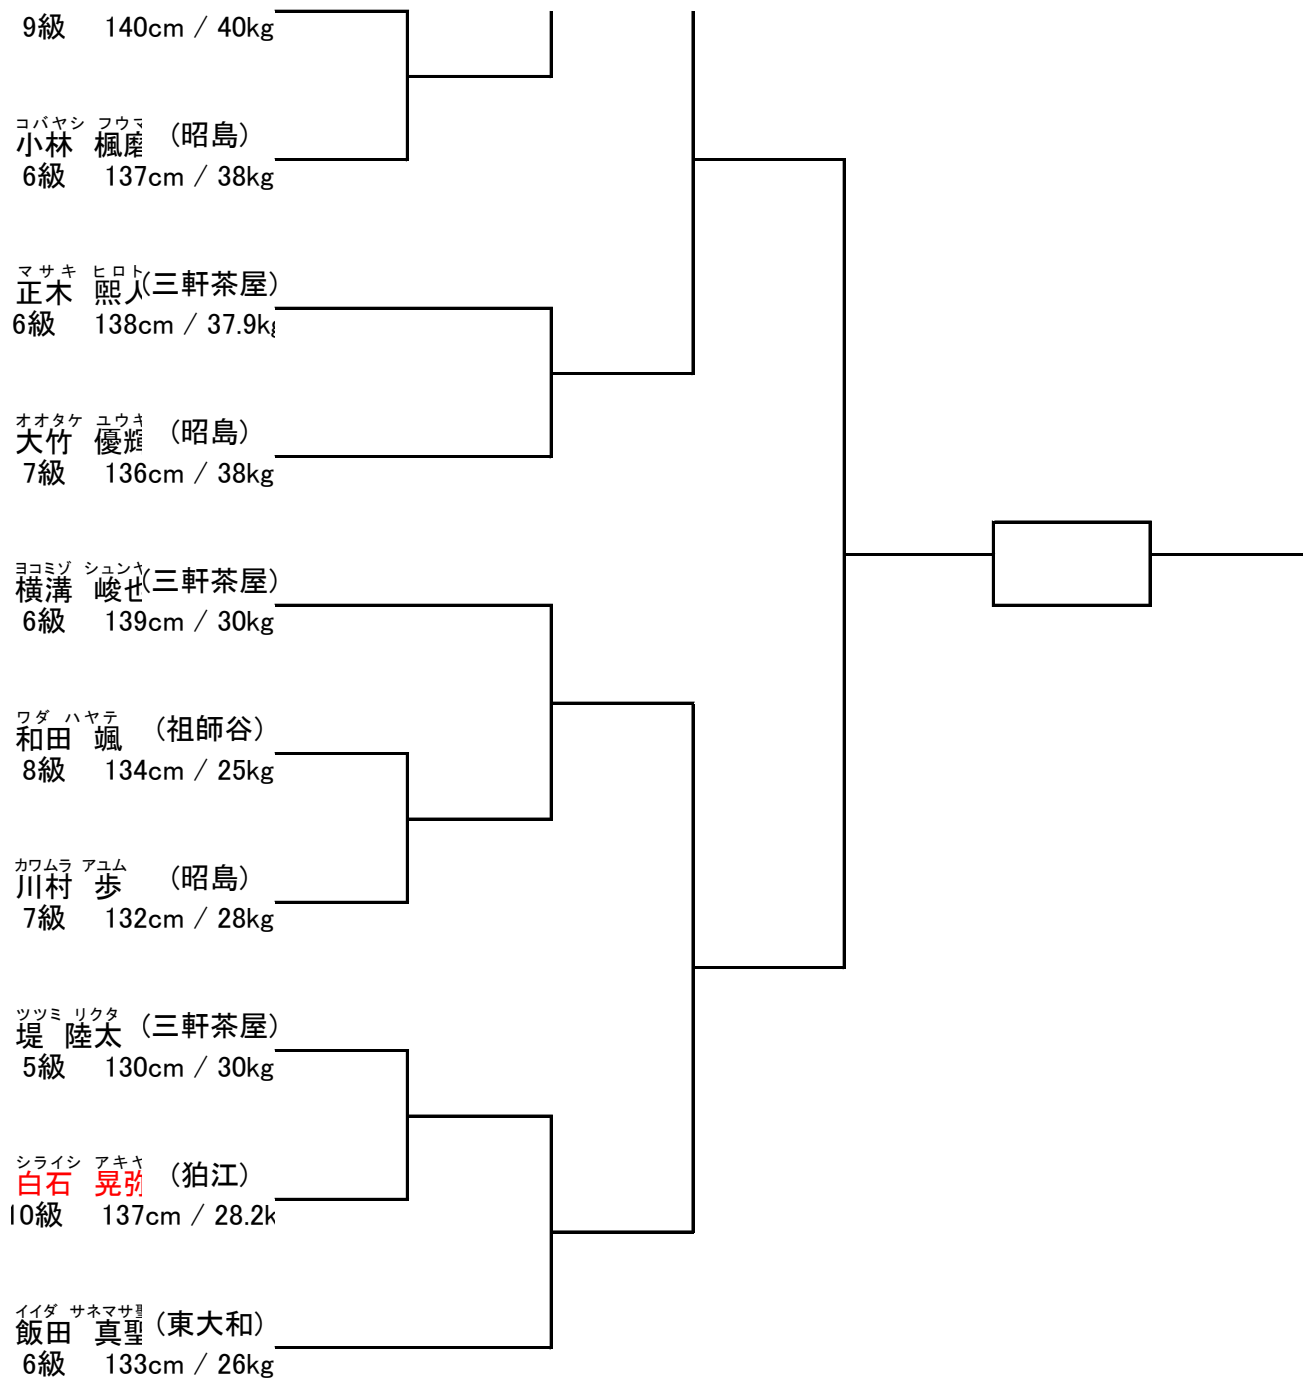 9級 140cm / 40kg
コバヤシ フウマ
小林 楓磨 (昭島)
6級 137cm / 38kg
マサキ ヒロト
正木 熙人 (三軒茶屋)
6級 138cm / 37.9kg
オオタケ ユウキ
大竹 優輝 (昭島)
7級 136cm / 38kg
ヨコミゾ シュンヤ
横溝 峻也 (三軒茶屋)
6級 139cm / 30kg
ワダ ハヤテ
和田 颯 (祖師谷)
8級 134cm / 25kg
カワムラ アユム
川村 歩 (昭島)
7級 132cm / 28kg
ツツミ リクタ
堤 陸太 (三軒茶屋)
5級 130cm / 30kg
シライシ アキヤ
白石 晃弥 (狛江)
10級 137cm / 28.2k
イイダ サネマサ
飯田 真聖 (東大和)
6級 133cm / 26kg